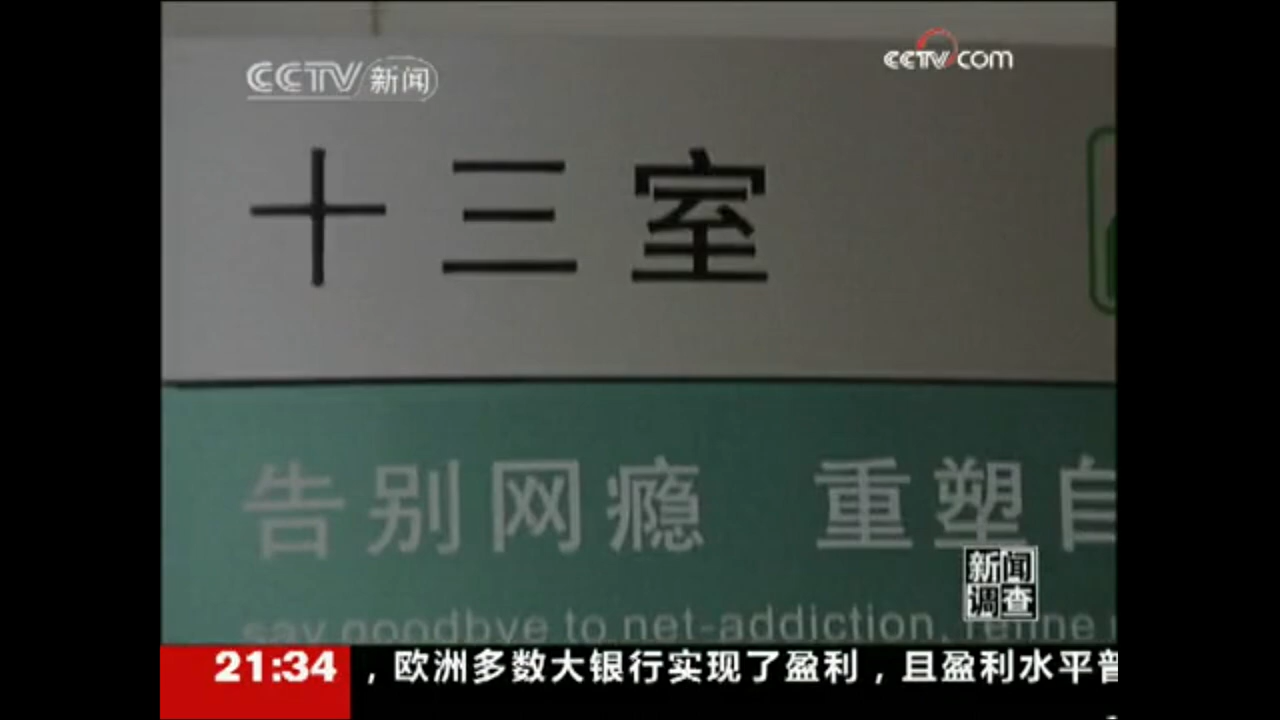 CCTV新闻
CCTV.com
十三室
告别网瘾 重塑自
say goodbye to net-addiction, refine
新闻
调查
21:34 ，欧洲多数大银行实现了盈利，且盈利水平普